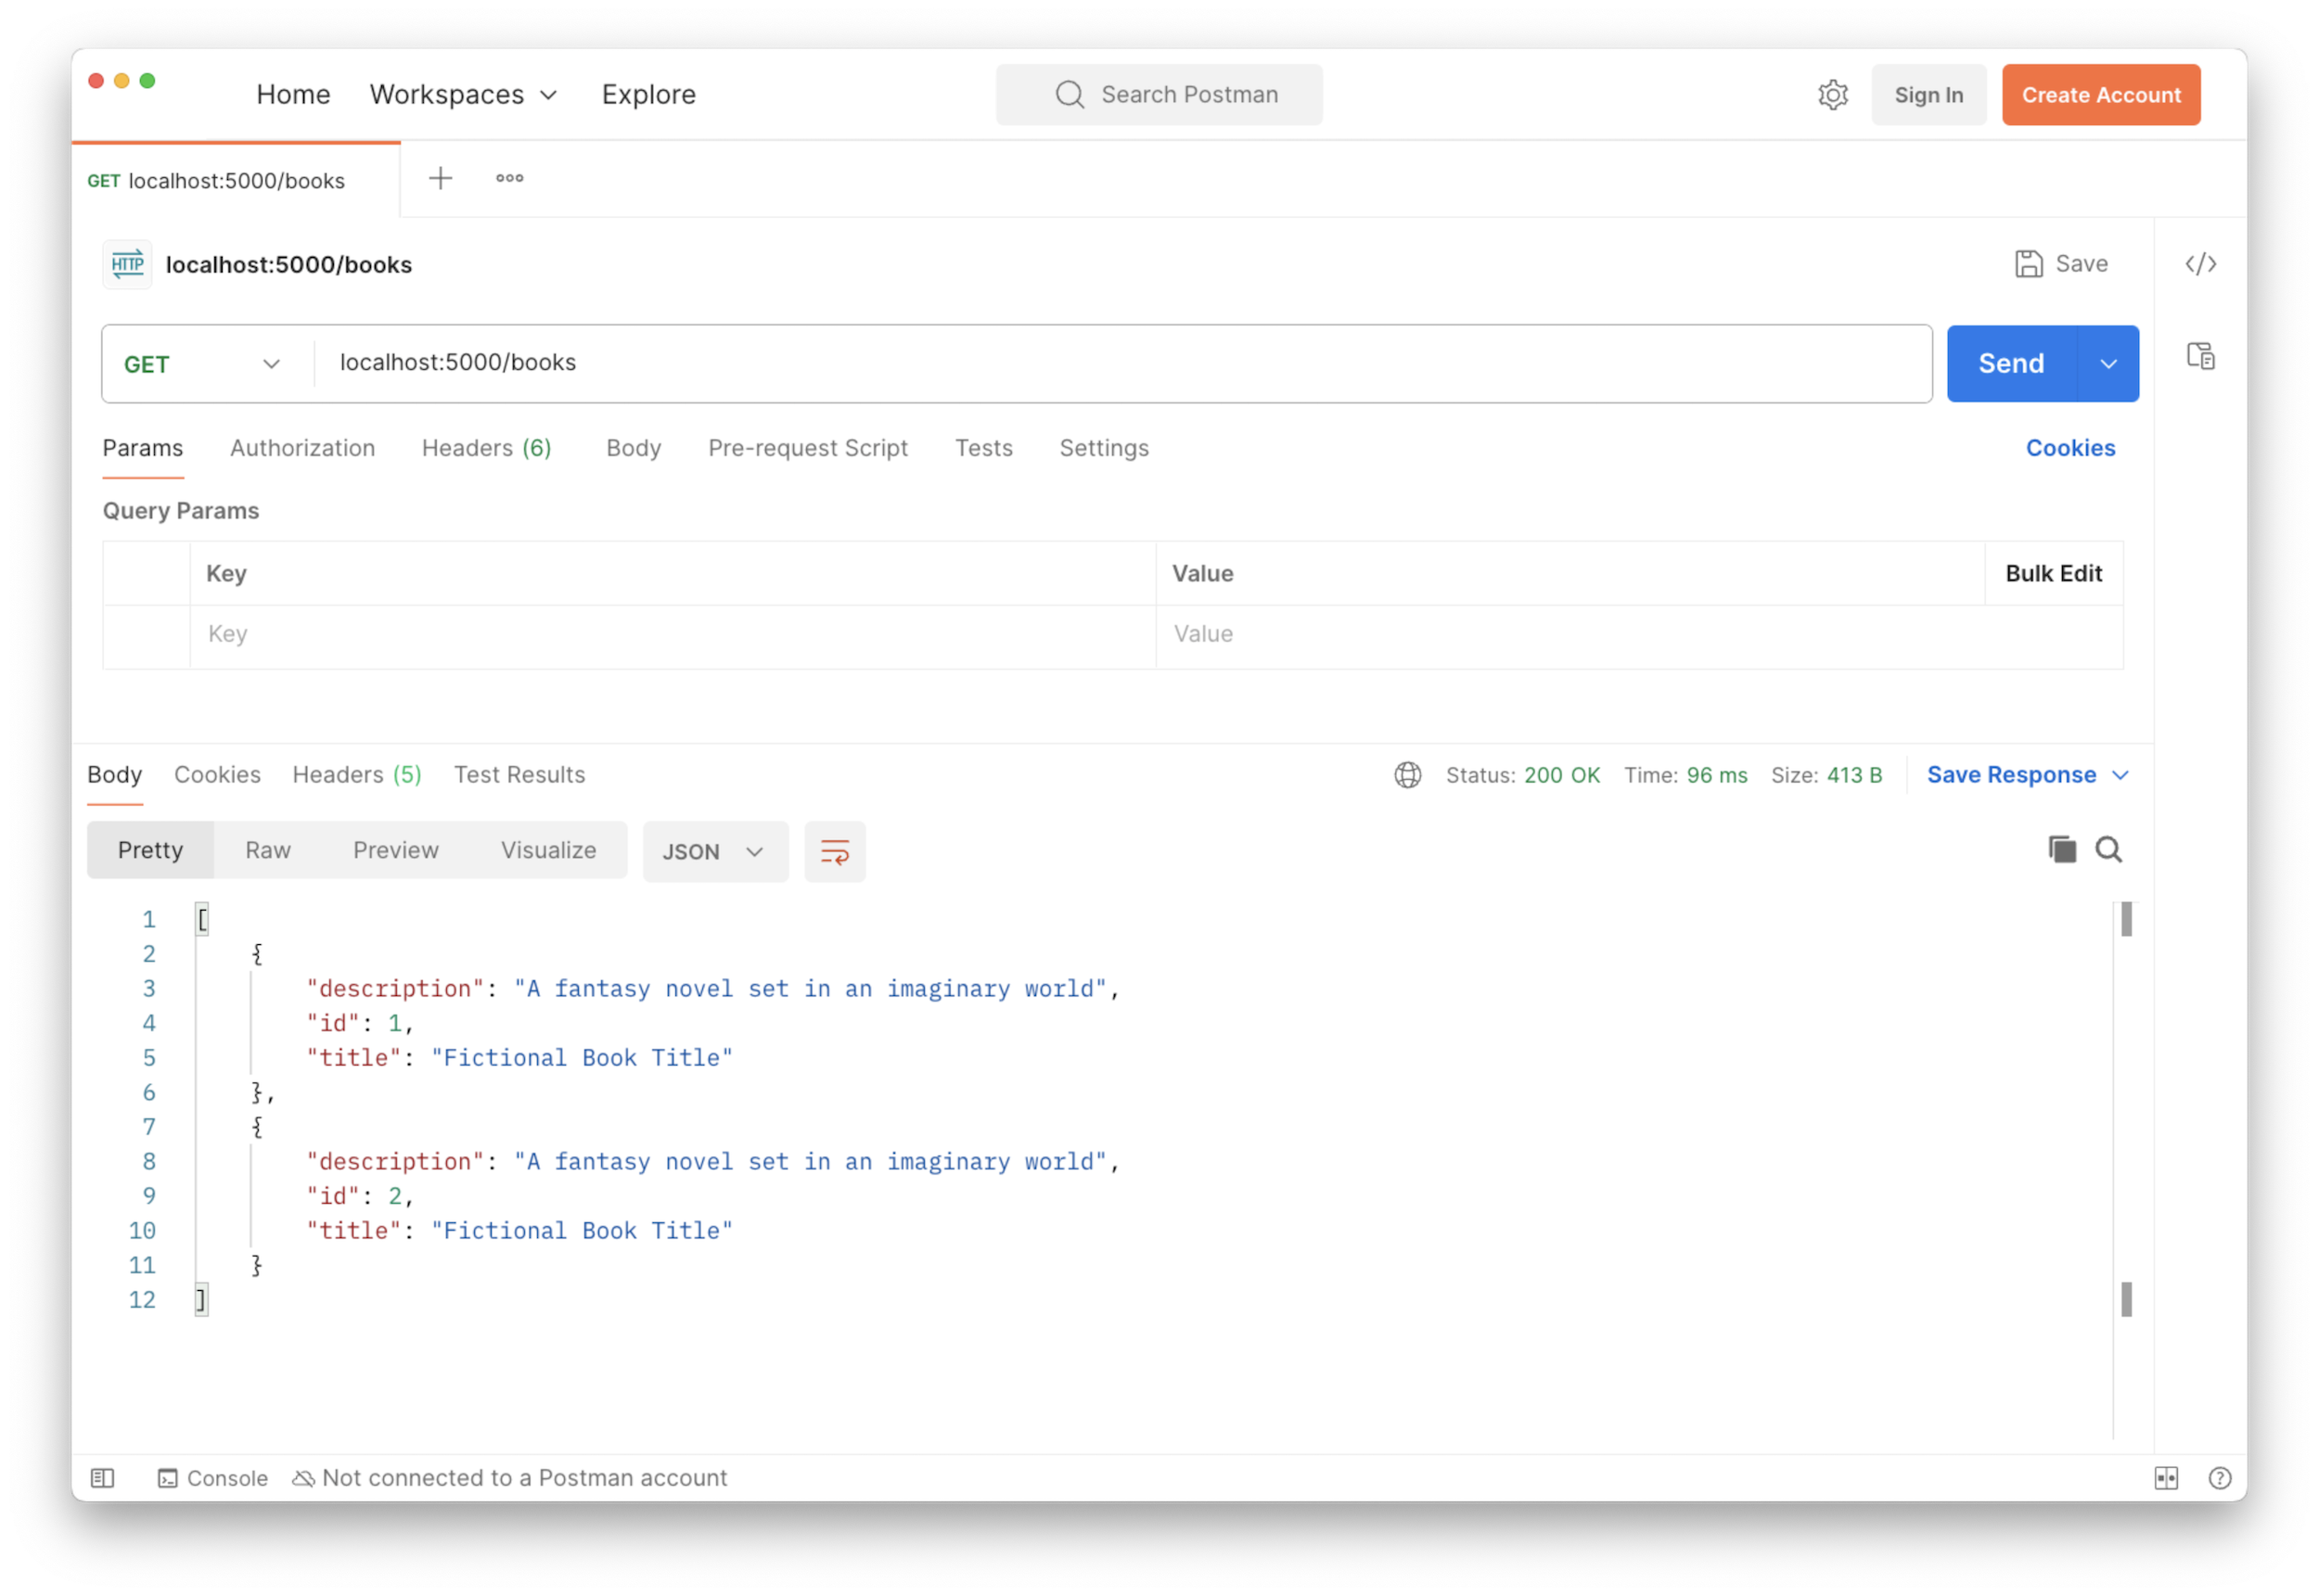 Home Workspaces Explore Search Postman Sign In Create Account
GET localhost:5000/books
HTTP localhost:5000/books Save
GET localhost:5000/books Send
Params Authorization Headers (6) Body Pre-request Script Tests Settings Cookies
Query Params
Key Value Bulk Edit
Key Value
Body Cookies Headers (5) Test Results Status: 200 OK Time: 96 ms Size: 413 B Save Response
Pretty Raw Preview Visualize JSON
1 [
2 {
3 "description": "A fantasy novel set in an imaginary world",
4 "id": 1,
5 "title": "Fictional Book Title"
6 },
7 {
8 "description": "A fantasy novel set in an imaginary world",
9 "id": 2,
10 "title": "Fictional Book Title"
11 }
12 ]
Console Not connected to a Postman account